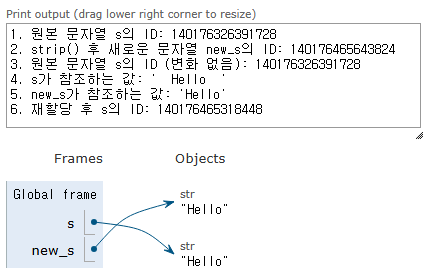 Print output (drag lower right corner to resize)
1. 원본 문자열 s의 ID: 140176326391728
2. strip() 후 새로운 문자열 new_s의 ID: 140176465643824
3. 원본 문자열 s의 ID (변화 없음): 140176326391728
4. s가 참조하는 값: '  Hello  '
5. new_s가 참조하는 값: 'Hello'
6. 재할당 후 s의 ID: 140176465318448
Frames Objects
Global frame
str
"Hello"
s
new_s
str
"Hello"